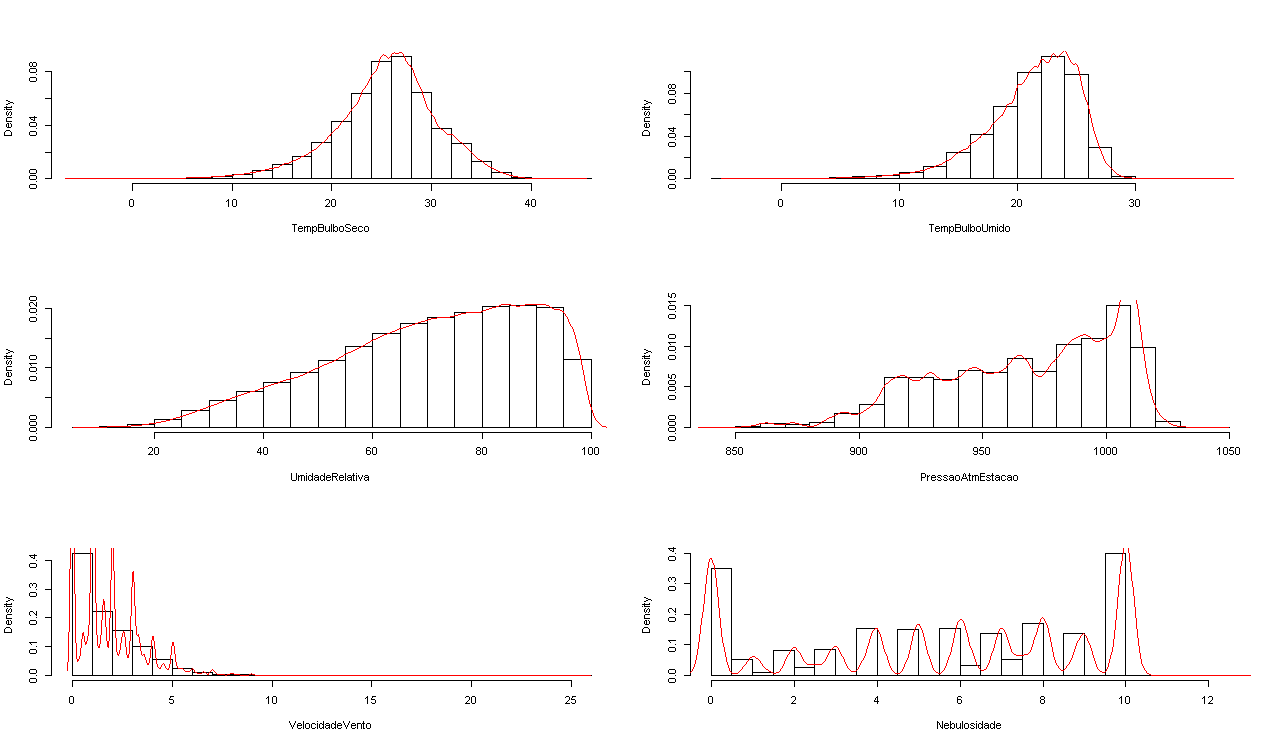 Density
0.00 0.04 0.08
0 10 20 30 40
TempBulboSeco
Density
0.00 0.04 0.08
0 10 20 30
TempBulboUmido
Density
0.000 0.010 0.020
20 40 60 80 100
UmidadeRelativa
Density
0.000 0.005 0.010 0.015
850 900 950 1000 1050
PressaoAtmEstacao
Density
0.0 0.1 0.2 0.3 0.4
0 5 10 15 20 25
VelocidadeVento
Density
0.0 0.1 0.2 0.3 0.4
0 2 4 6 8 10 12
Nebulosidade